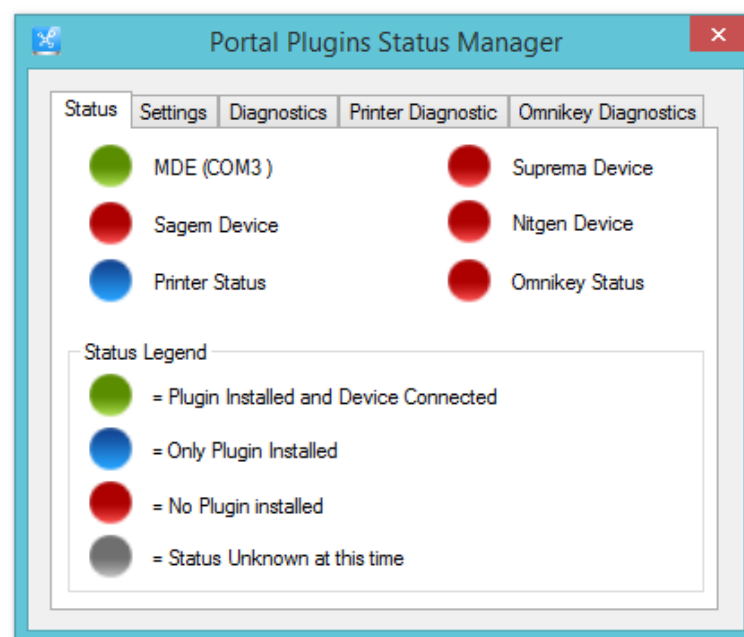 Portal Plugins Status Manager
Status Settings Diagnostics Printer Diagnostic Omnikey Diagnostics
MDE (COM3 ) Suprema Device
Sagem Device Nitgen Device
Printer Status Omnikey Status
Status Legend
= Plugin Installed and Device Connected
= Only Plugin Installed
= No Plugin installed
= Status Unknown at this time